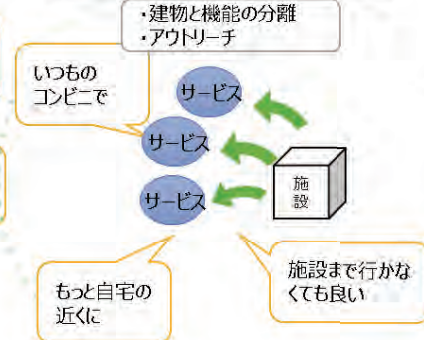 ・建物と機能の分離
・アウトリーチ
いつもの
コンビニで
サービス
サービス
サービス
施
設
もっと自宅の
近くに
施設まで行かな
くても良い